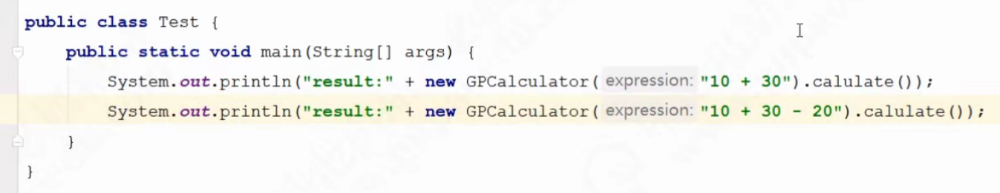 public class Test {
public static void main(String[] args) {
System.out.println("result:" + new GPCalculator( expression: "10 + 30").calulate());
System.out.println("result:" + new GPCalculator( expression: "10 + 30 - 20").calulate());
}
}